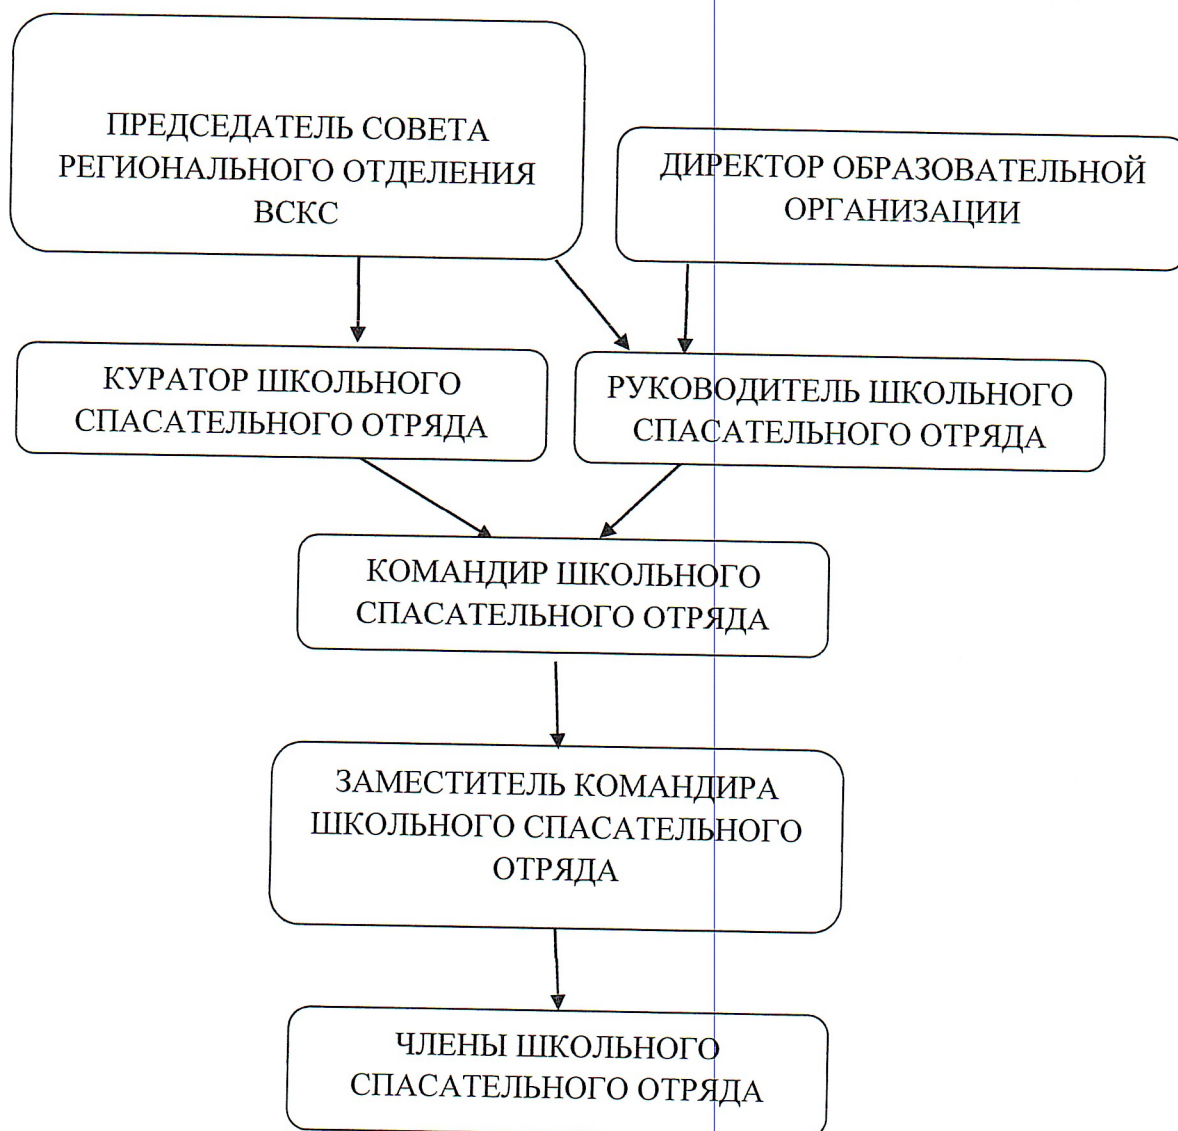 ПРЕДСЕДАТЕЛЬ СОВЕТА
РЕГИОНАЛЬНОГО ОТДЕЛЕНИЯ
ВСКС
ДИРЕКТОР ОБРАЗОВАТЕЛЬНОЙ
ОРГАНИЗАЦИИ
КУРАТОР ШКОЛЬНОГО
СПАСАТЕЛЬНОГО ОТРЯДА
РУКОВОДИТЕЛЬ ШКОЛЬНОГО
СПАСАТЕЛЬНОГО ОТРЯДА
КОМАНДИР ШКОЛЬНОГО
СПАСАТЕЛЬНОГО ОТРЯДА
ЗАМЕСТИТЕЛЬ КОМАНДИРА
ШКОЛЬНОГО СПАСАТЕЛЬНОГО
ОТРЯДА
ЧЛЕНЫ ШКОЛЬНОГО
СПАСАТЕЛЬНОГО ОТРЯДА